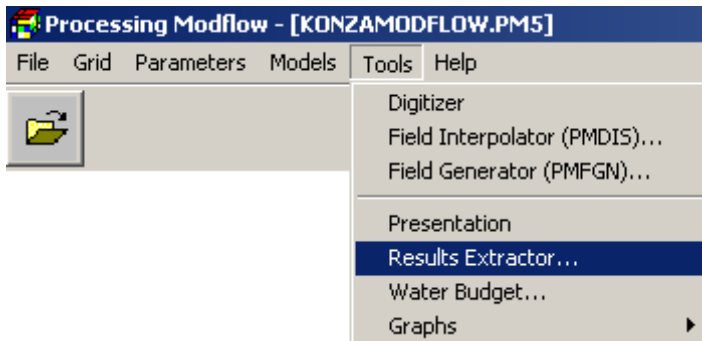 Processing Modflow - [KONZAMODFLOW.PM5]
File Grid Parameters Models Tools Help
Digitizer
Field Interpolator (PMDIS)...
Field Generator (PMFGN)...
Presentation
Results Extractor...
Water Budget...
Graphs